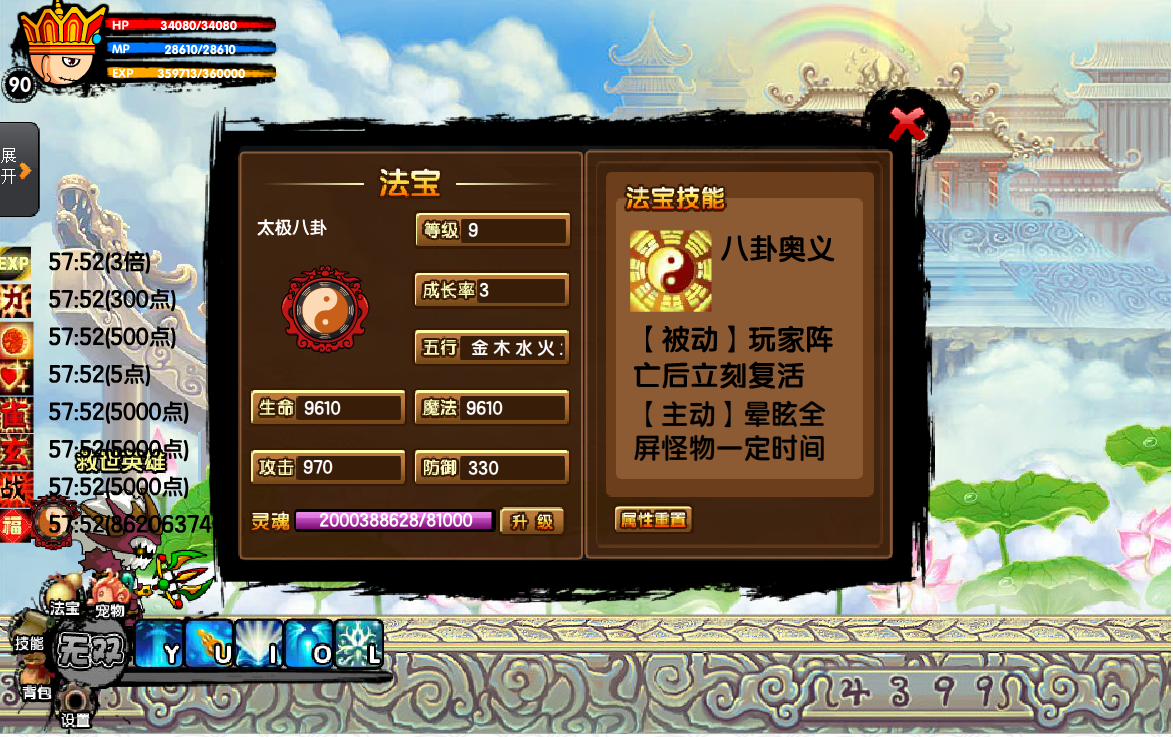 HP 34080/34080
MP 28610/28610
EXP 359713/360000
90
展
开
EXP 57:52(3倍)
力 57:52(300点)
57:52(500点)
57:52(5点)
雀 57:52(5000点)
玄 57:52(5000点)
救世英雄
战 57:52(5000点)
福 57:52(86206374
法宝
太极八卦
等级 9
成长率 3
五行 金 木 水 火
生命 9610
魔法 9610
攻击 970
防御 330
灵魂 2000388628/81000 升 级
法宝技能
八卦奥义
【被动】玩家阵
亡后立刻复活
【主动】晕眩全
屏怪物一定时间
属性重置
法宝
宠物
技能
无双
背包
设置
Y U I O L
4399